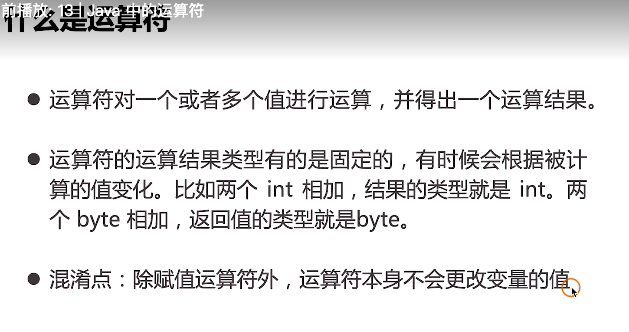 前播放: 13 | Java 中的运算符
什么是运算符
● 运算符对一个或者多个值进行运算，并得出一个运算结果。
● 运算符的运算结果类型有的是固定的，有时候会根据被计
算的值变化。比如两个 int 相加，结果的类型就是 int。两
个 byte 相加，返回值的类型就是byte。
● 混淆点：除赋值运算符外，运算符本身不会更改变量的值